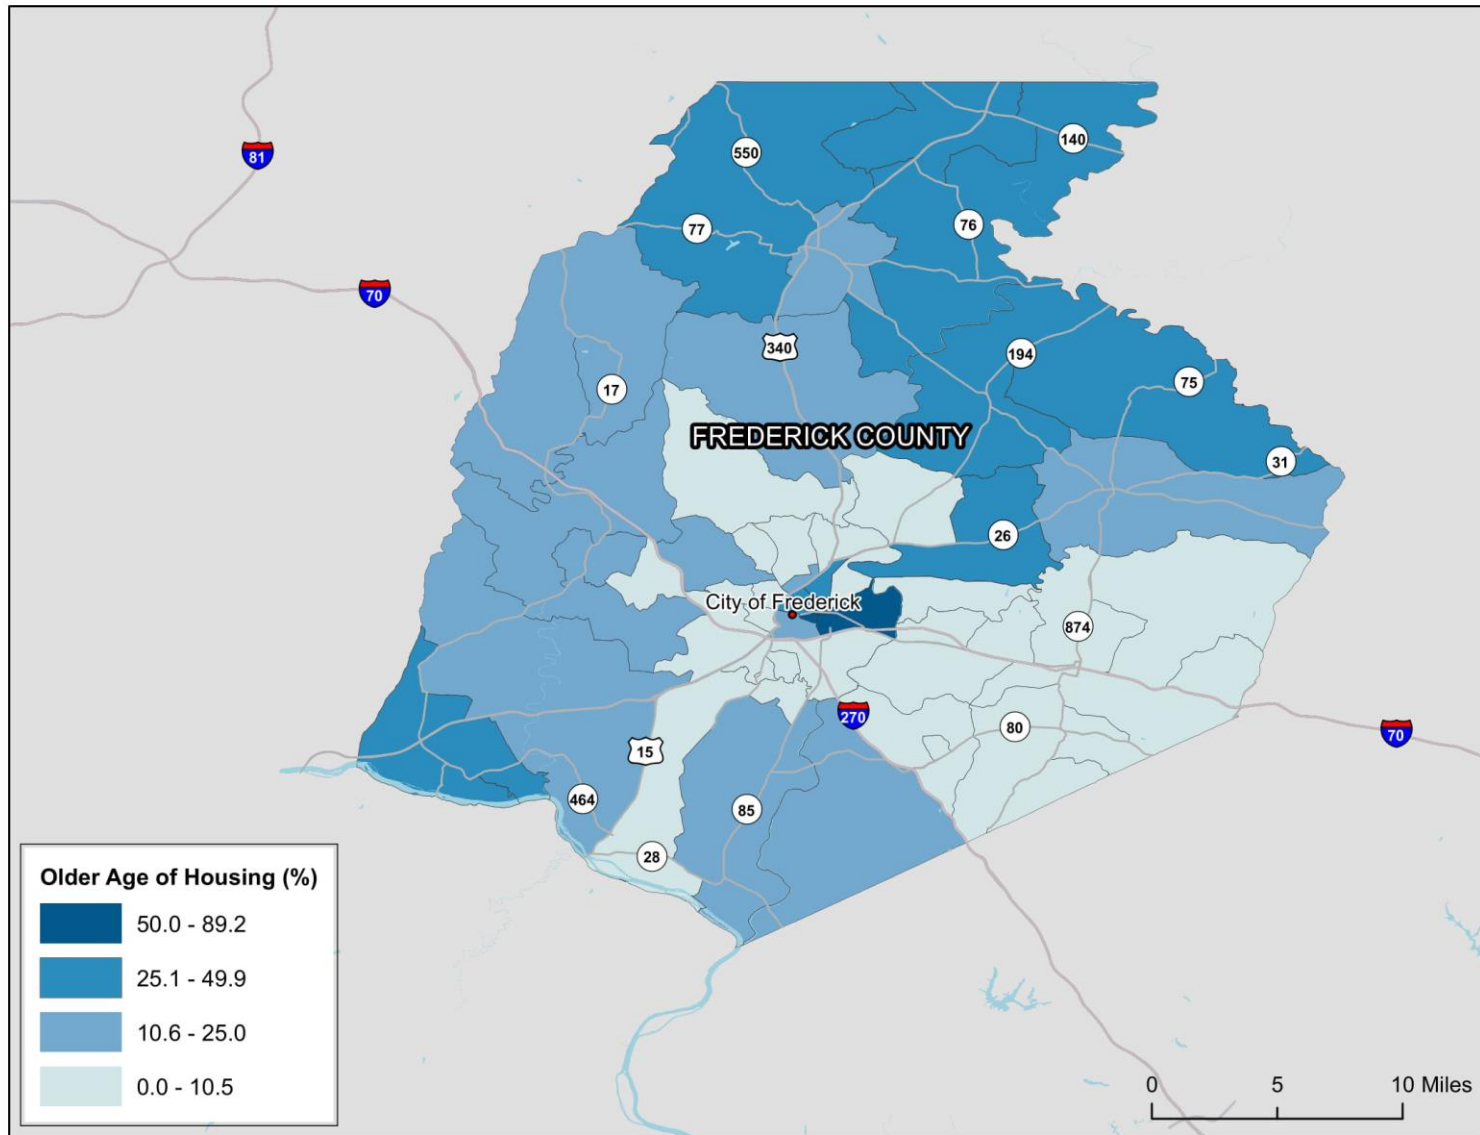 81
550
140
77
76
70
340
194
17
75
FREDERICK COUNTY
31
26
City of Frederick
874
270
80
15
70
464
85
28
Older Age of Housing (%)
50.0 - 89.2
25.1 - 49.9
10.6 - 25.0
0.0 - 10.5
0 5 10 Miles